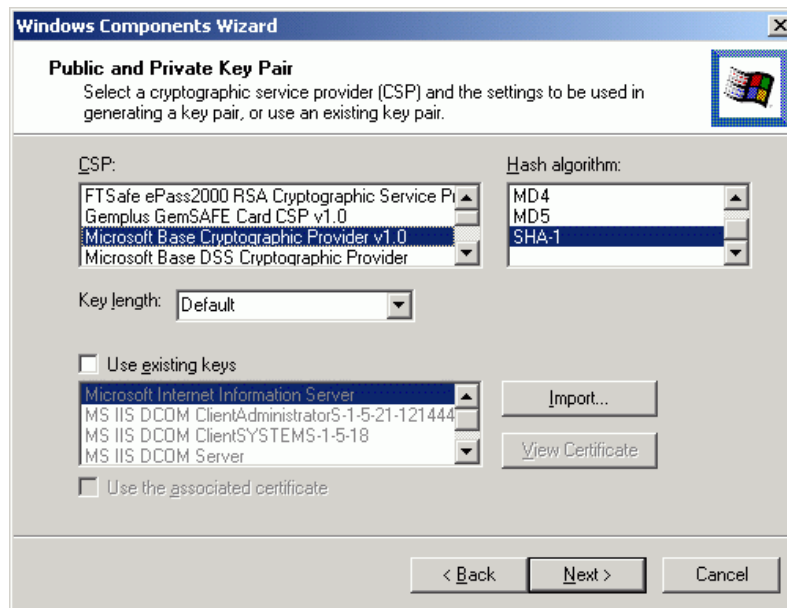 Windows Components Wizard
Public and Private Key Pair
Select a cryptographic service provider (CSP) and the settings to be used in
generating a key pair, or use an existing key pair.
CSP:
FTSafe ePass2000 RSA Cryptographic Service Pr
Gemplus GemSAFE Card CSP v1.0
Microsoft Base Cryptographic Provider v1.0
Microsoft Base DSS Cryptographic Provider
Hash algorithm:
MD4
MD5
SHA-1
Key length: Default
Use existing keys
Microsoft Internet Information Server
MS IIS DCOM ClientAdministratorS-1-5-21-121444
MS IIS DCOM ClientSYSTEMS-1-5-18
MS IIS DCOM Server
Import...
View Certificate
Use the associated certificate
< Back Next > Cancel